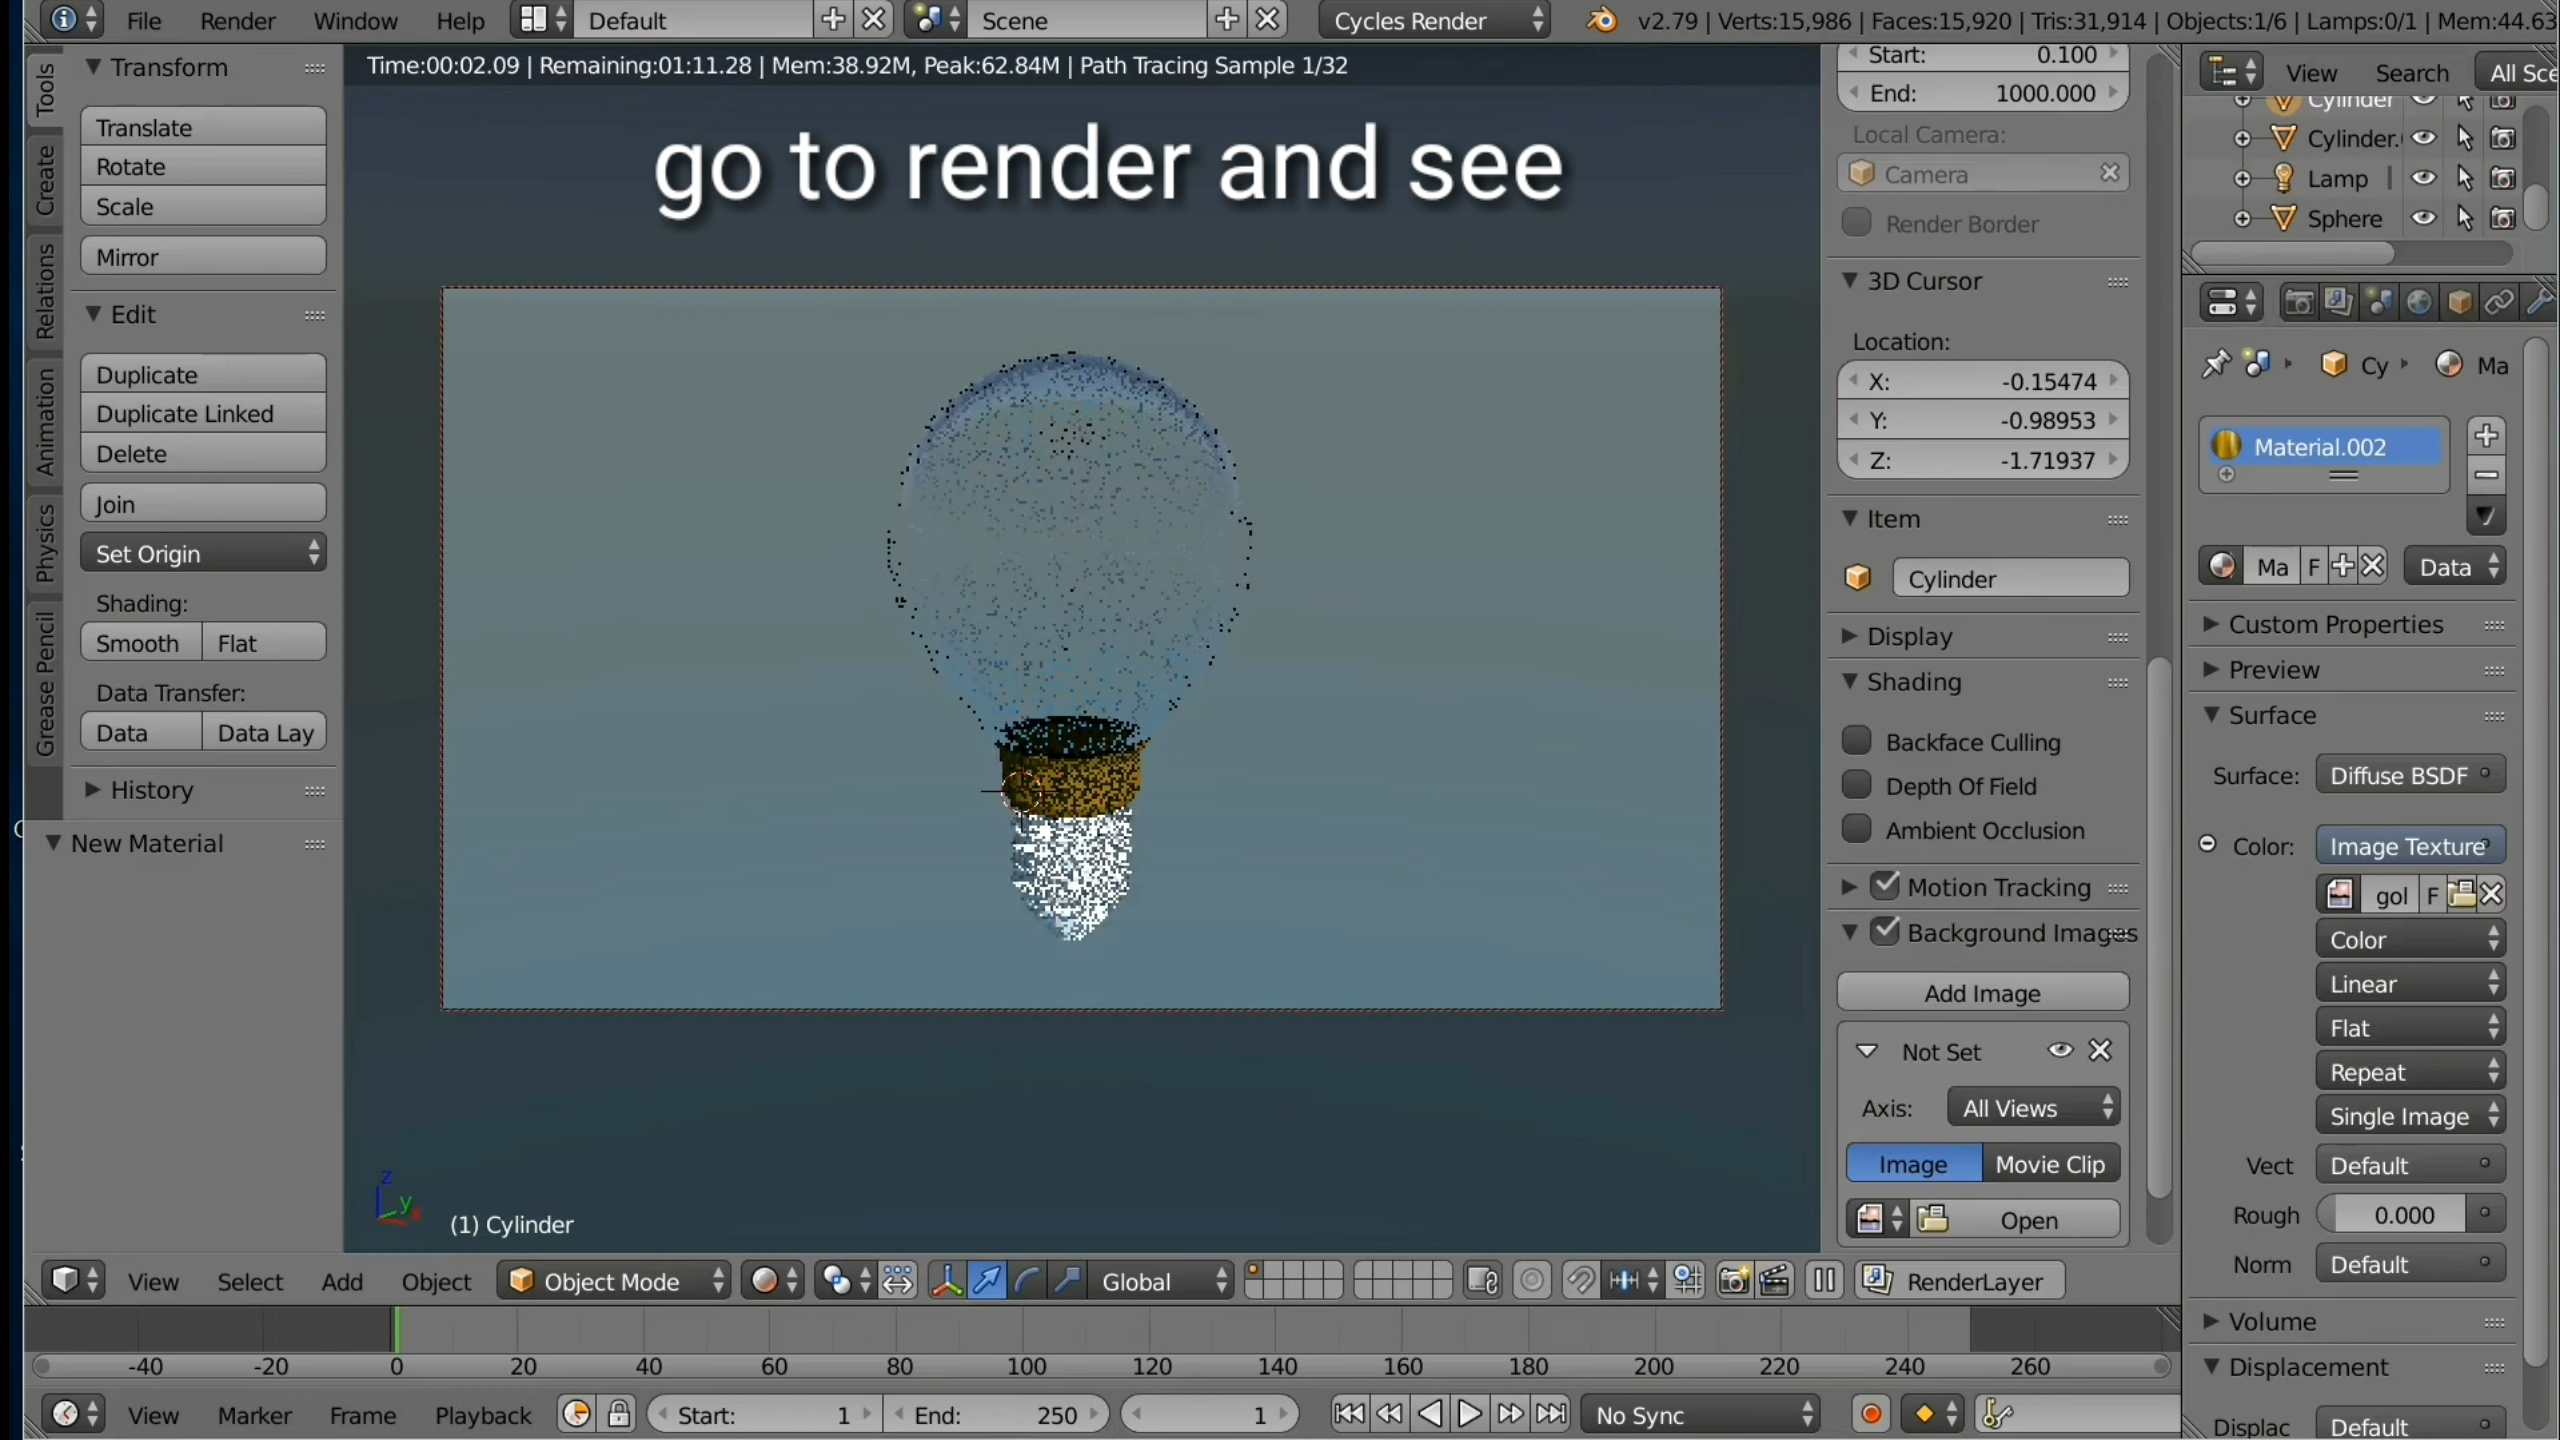 File Render Window Help Default Scene Cycles Render v2.79 | Verts:15,986 | Faces:15,920 | Tris:31,914 | Objects:1/6 | Lamps:0/1 | Mem:44.63
Time:00:02.09 | Remaining:01:11.28 | Mem:38.92M, Peak:62.84M | Path Tracing Sample 1/32
go to render and see
Tools
Create
Relations
Animation
Physics
Grease Pencil
Transform
Translate
Rotate
Scale
Mirror
Edit
Duplicate
Duplicate Linked
Delete
Join
Set Origin
Shading:
Smooth Flat
Data Transfer:
Data Data Lay
History
New Material
z
y
(1) Cylinder
Start: 0.100
End: 1000.000
Local Camera:
Camera
Render Border
3D Cursor
Location:
X: -0.15474
Y: -0.98953
Z: -1.71937
Item
Cylinder
Display
Shading
Backface Culling
Depth Of Field
Ambient Occlusion
Motion Tracking
Background Images
Add Image
Not Set
Axis: All Views
Image Movie Clip
Open
View Search All Sce
Cylinder
Cylinder.
Lamp
Sphere
Cy Ma
Material.002
Ma F Data
Custom Properties
Preview
Surface
Surface: Diffuse BSDF
Color: Image Texture
gol F
Color
Linear
Flat
Repeat
Single Image
Vect Default
Rough 0.000
Norm Default
Volume
Displacement
Displac Default
View Select Add Object Object Mode Global RenderLayer
-40 -20 0 20 40 60 80 100 120 140 160 180 200 220 240 260
View Marker Frame Playback Start: 1 End: 250 1 No Sync